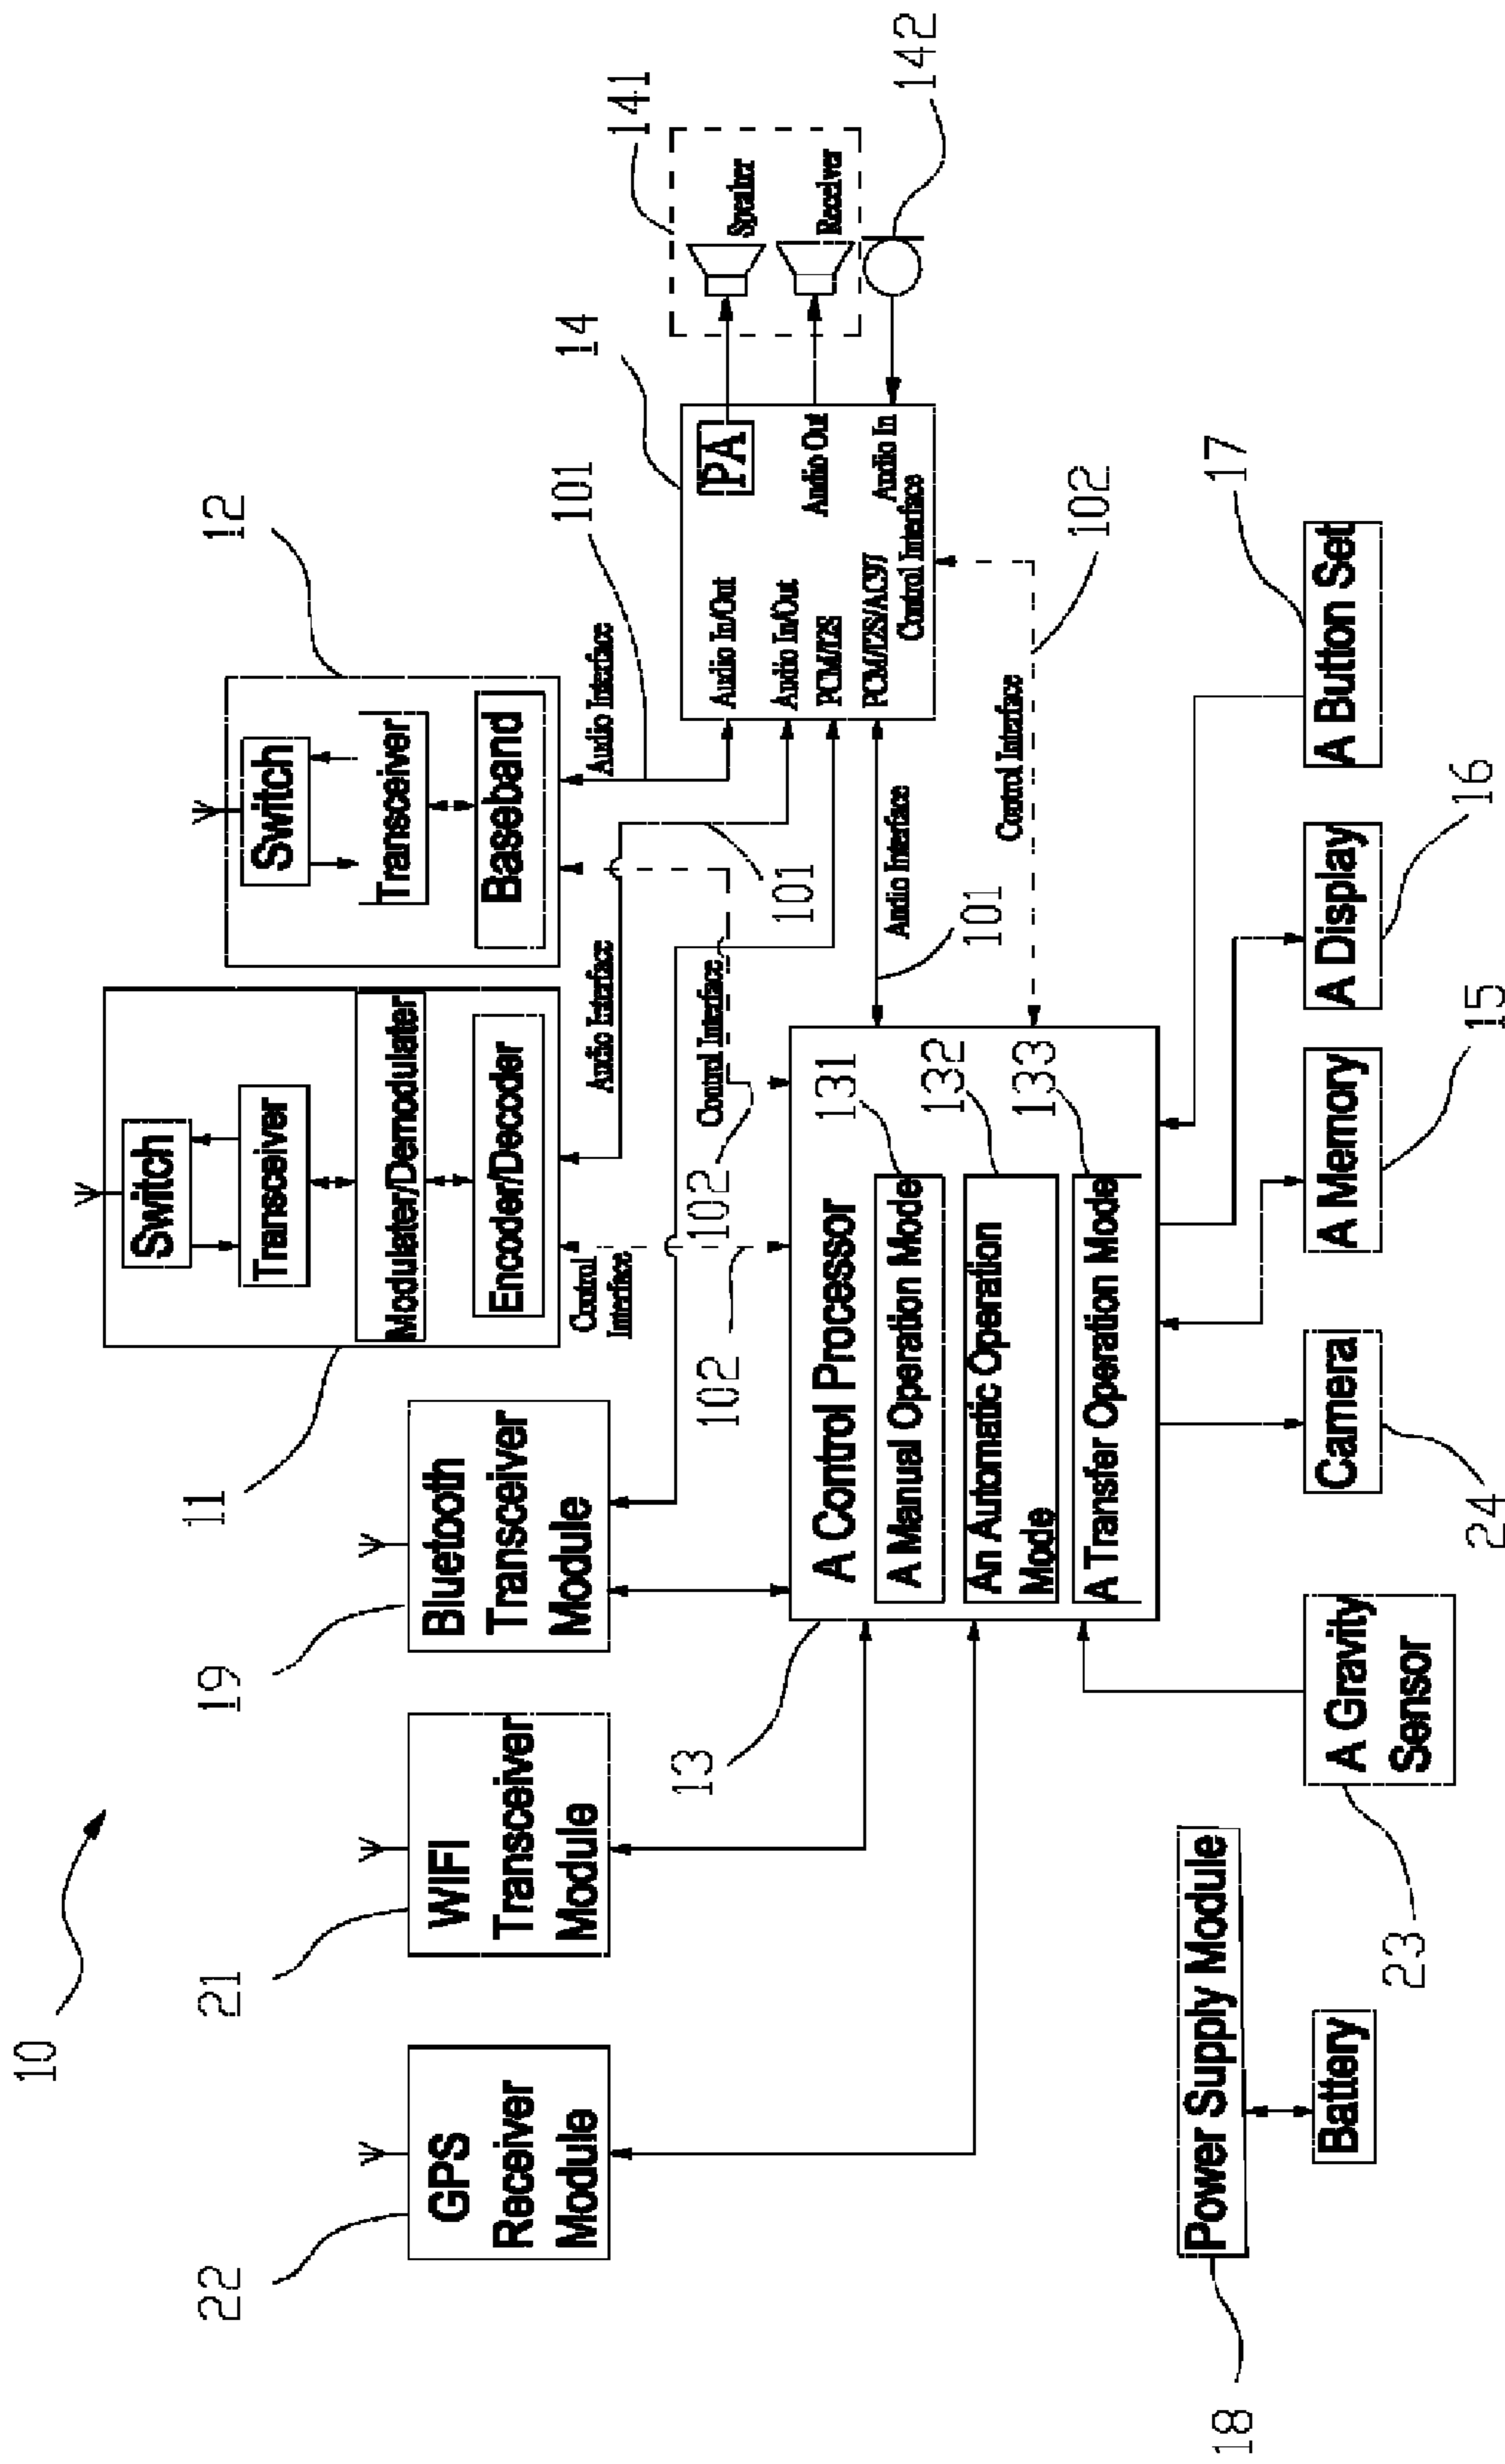 10
22
GPS
Receiver
Module
21
WIFI
Transceiver
Module
19
Bluetooth
Transceiver
Module
11
Switch
Transceiver
Modulater/Demodulater
Encoder/Decoder
12
Switch
Transceiver
Baseband
Control
Interface
102
Audio Interface
Control Interface
102
101
Audio Interface
101
14
PA
Audio In/Out
Audio In/Out
PCM/I2S
PCM/I2S/AC97
Audio Out
Audio In
Control Interface
141
Speaker
Receiver
142
Audio Interface
101
Control Interface
102
13
A Control Processor
131
A Manual Operation Mode
132
An Automatic Operation
Mode
133
A Transfer Operation Mode
18
Power Supply Module
Battery
23
A Gravity
Sensor
24
Camera
15
A Memory
16
A Display
17
A Button Set